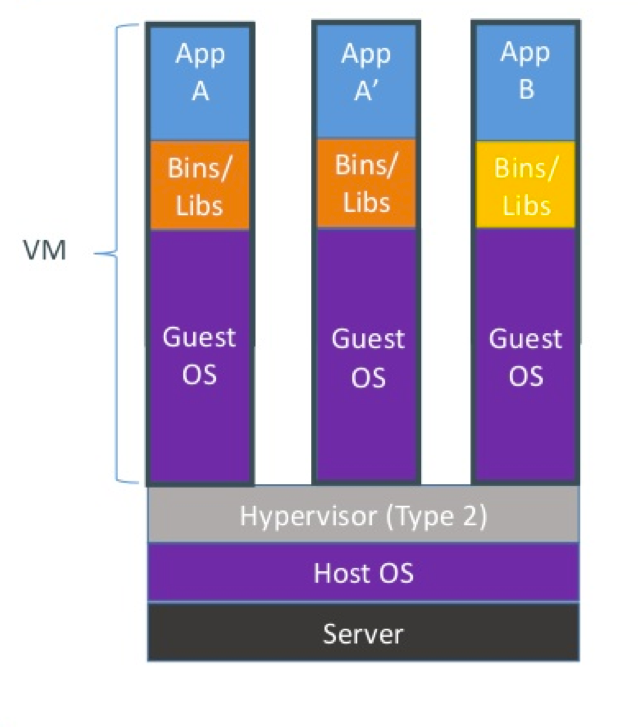 App
A
App
A’
App
B
Bins/
Libs
Bins/
Libs
Bins/
Libs
VM
Guest
OS
Guest
OS
Guest
OS
Hypervisor (Type 2)
Host OS
Server